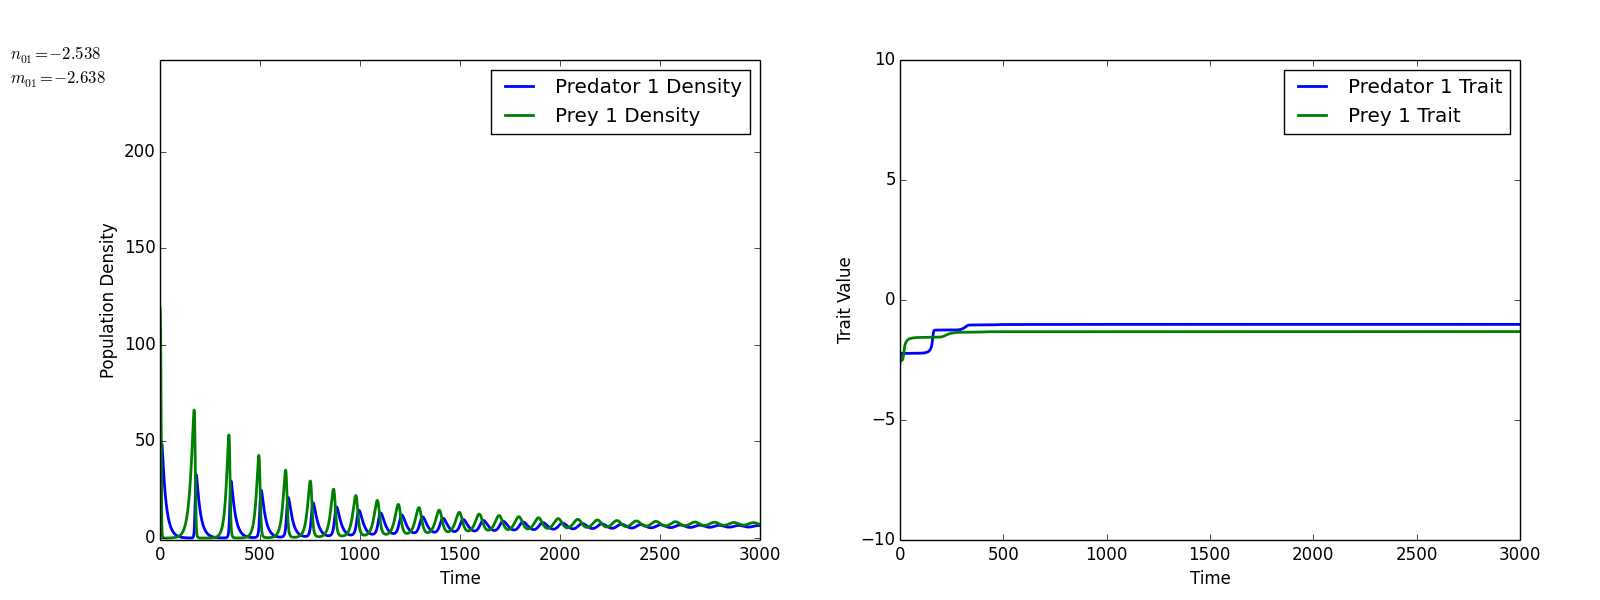 n01 = −2.538
m01 = −2.638
Predator 1 Density
Prey 1 Density
200
150
100
50
0
0 500 1000 1500 2000 2500 3000
Time
Population Density
Predator 1 Trait
Prey 1 Trait
10
5
0
−5
−10
0 500 1000 1500 2000 2500 3000
Time
Trait Value